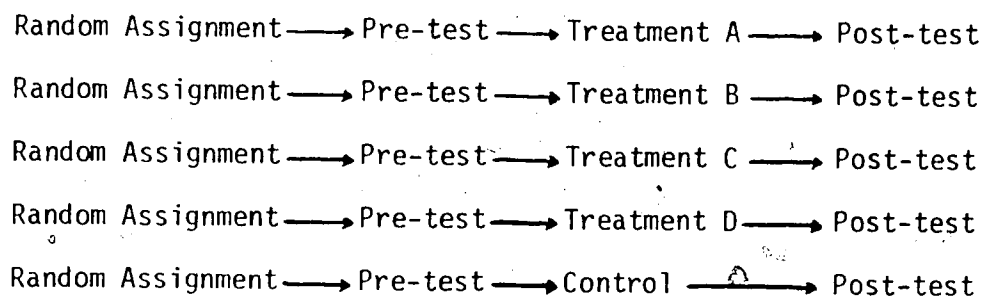 Random Assignment → Pre-test → Treatment A → Post-test
Random Assignment → Pre-test → Treatment B → Post-test
Random Assignment → Pre-test → Treatment C → Post-test
Random Assignment → Pre-test → Treatment D → Post-test
Random Assignment → Pre-test → Control → Post-test